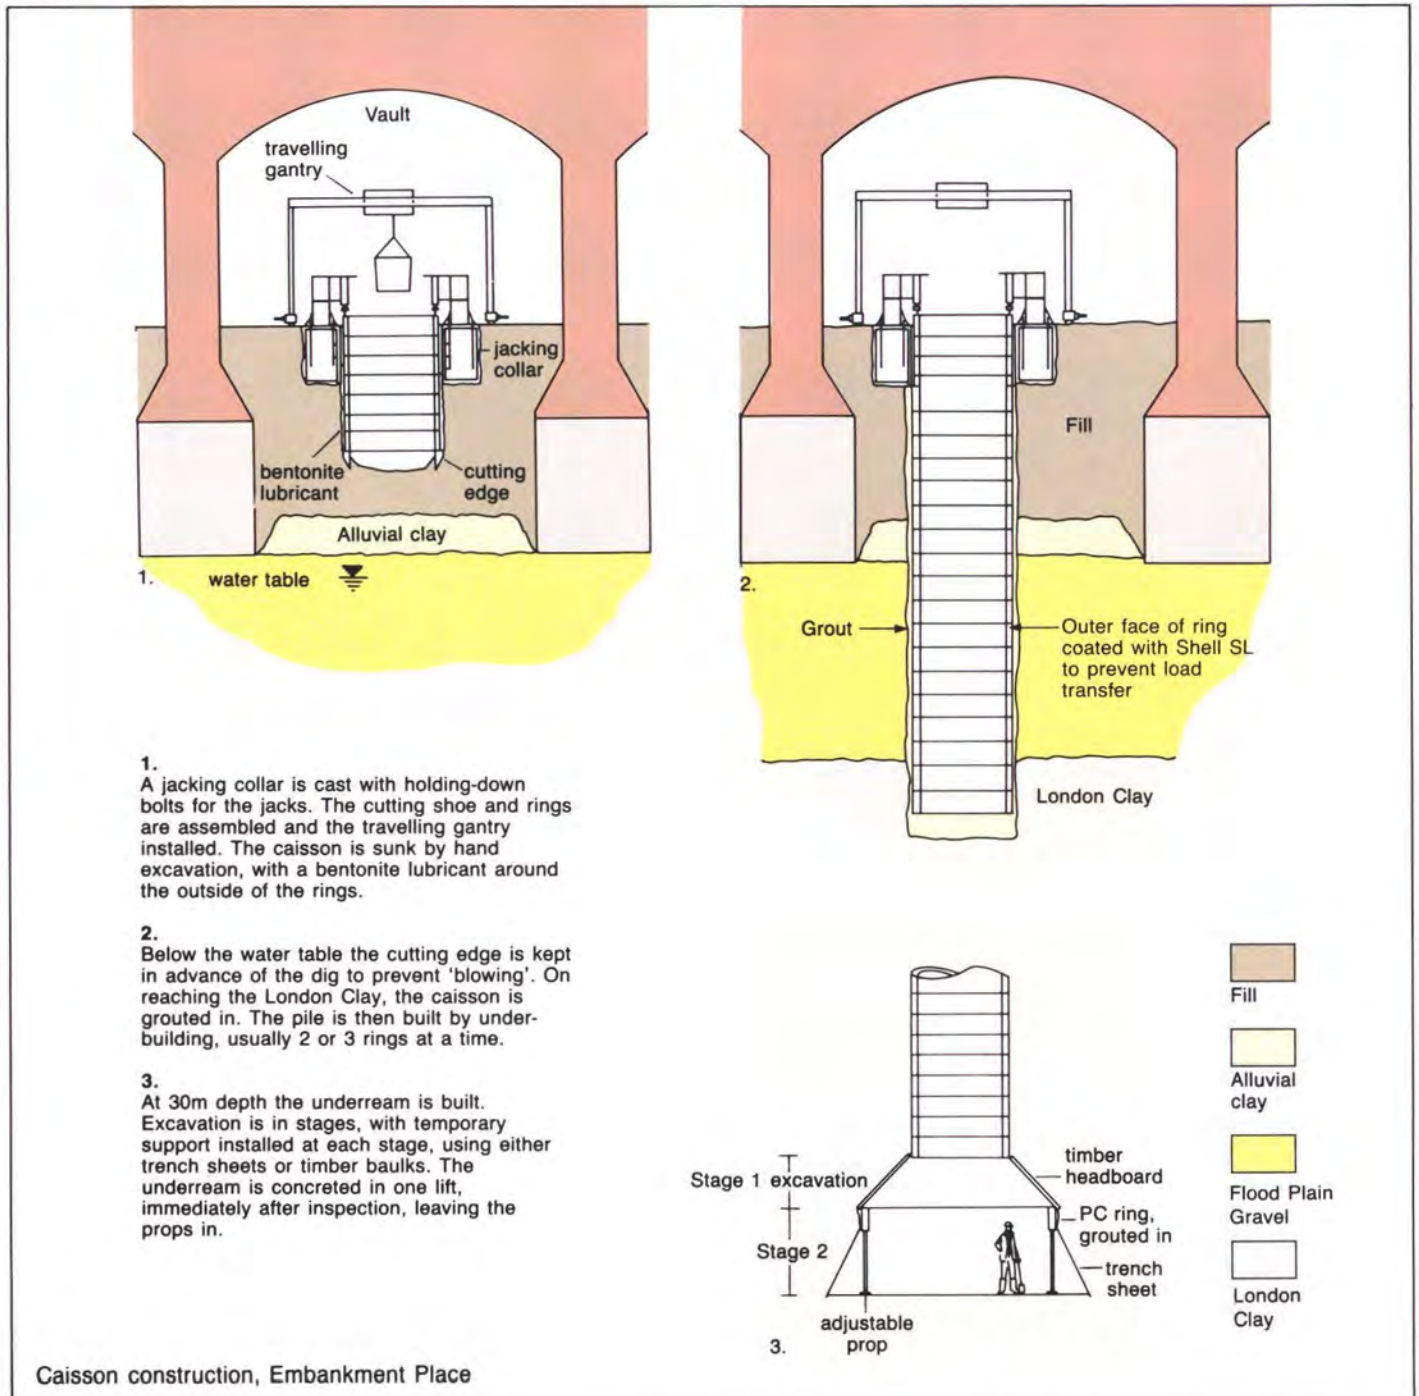 Vault
travelling
gantry
jacking
collar
bentonite
lubricant
cutting
edge
Alluvial clay
1.
water table
Fill
2.
Grout
Outer face of ring
coated with Shell SL
to prevent load
transfer
London Clay
1.
A jacking collar is cast with holding-down
bolts for the jacks. The cutting shoe and rings
are assembled and the travelling gantry
installed. The caisson is sunk by hand
excavation, with a bentonite lubricant around
the outside of the rings.
2.
Below the water table the cutting edge is kept
in advance of the dig to prevent 'blowing'. On
reaching the London Clay, the caisson is
grouted in. The pile is then built by under-
building, usually 2 or 3 rings at a time.
3.
At 30m depth the underream is built.
Excavation is in stages, with temporary
support installed at each stage, using either
trench sheets or timber baulks. The
underream is concreted in one lift,
immediately after inspection, leaving the
props in.
Stage 1 excavation
Stage 2
timber
headboard
PC ring,
grouted in
trench
sheet
adjustable
prop
3.
Fill
Alluvial
clay
Flood Plain
Gravel
London
Clay
Caisson construction, Embankment Place